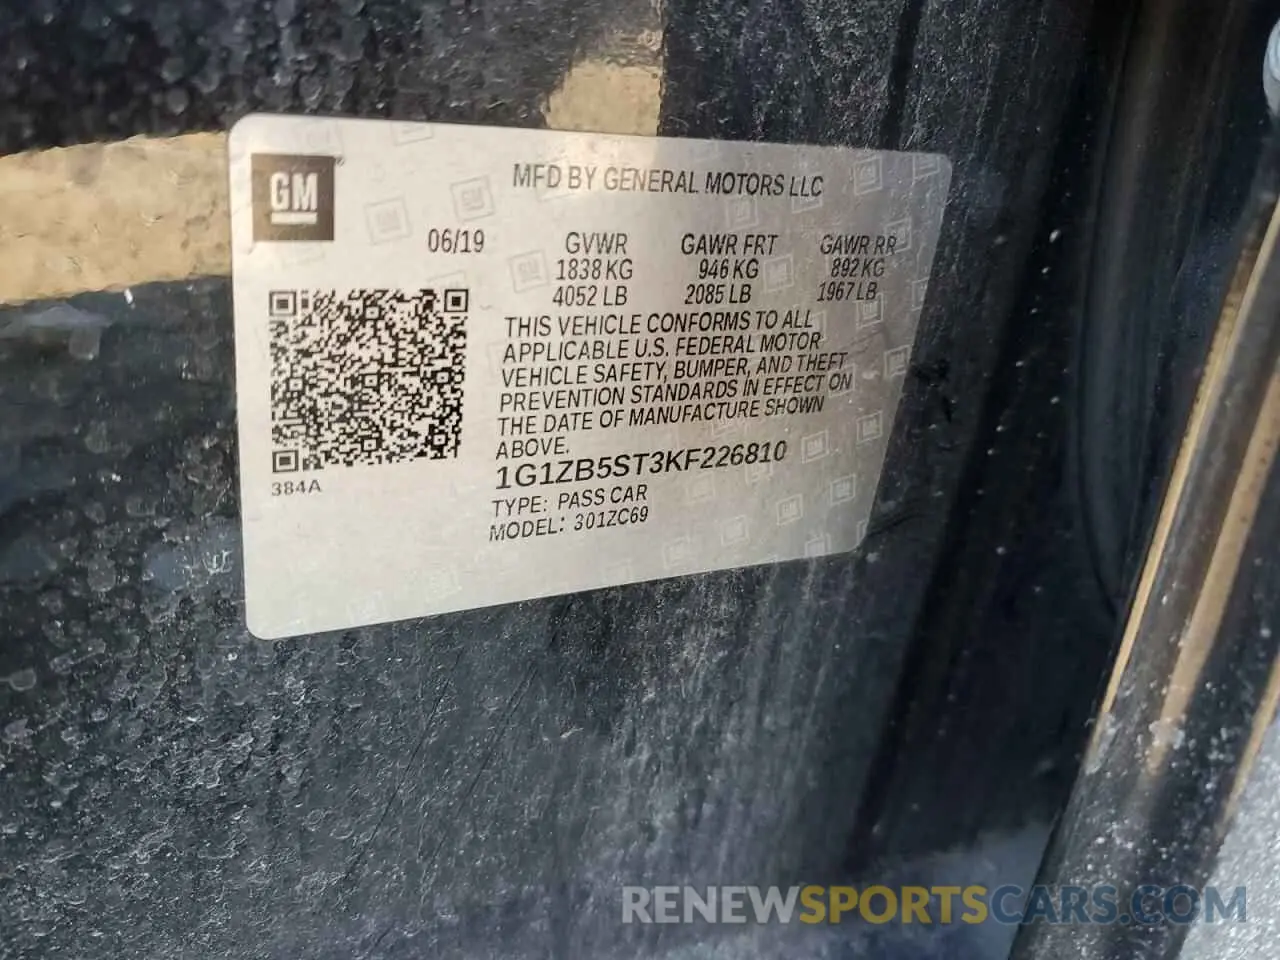 GM
MFD BY GENERAL MOTORS LLC
06/19 GVWR GAWR FRT GAWR RR
1838 KG 946 KG 892 KG
4052 LB 2085 LB 1967 LB
THIS VEHICLE CONFORMS TO ALL
APPLICABLE U.S. FEDERAL MOTOR
VEHICLE SAFETY, BUMPER, AND THEFT
PREVENTION STANDARDS IN EFFECT ON
THE DATE OF MANUFACTURE SHOWN
ABOVE.
384A
1G1ZB5ST3KF226810
TYPE: PASS CAR
MODEL: 301ZC69
RENEWSPORTSCARS.COM